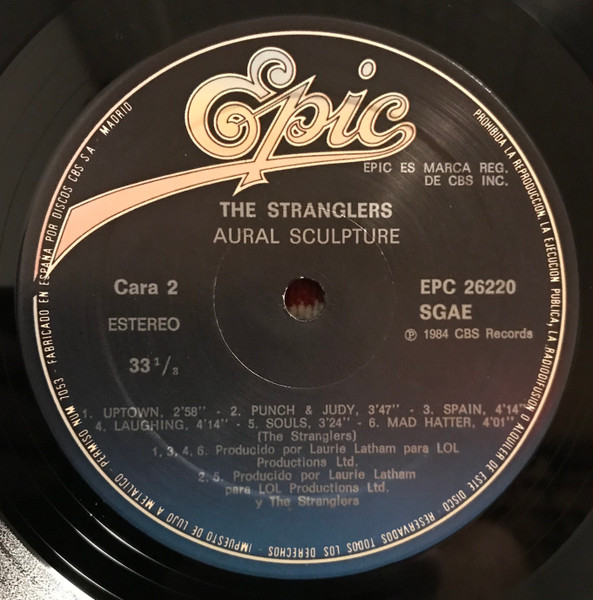 Epic
EPIC ES MARCA REG.
DE CBS INC.
THE STRANGLERS
AURAL SCULPTURE
Cara 2
ESTEREO
33 1/3
EPC 26220
SGAE
Ⓟ 1984 CBS Records
1. UPTOWN, 2'58" - 2. PUNCH & JUDY, 3'47" - 3. SPAIN, 4'14"
4. LAUGHING, 4'14" - 5. SOULS, 3'24" - 6. MAD HATTER, 4'01"
(The Stranglers)
1, 3, 4, 6. Producido por Laurie Latham para LOL
Productions Ltd.
2, 5. Producido por Laurie Latham
para LOL Productions Ltd.
y The Stranglers
PROHIBIDA LA REPRODUCCION, LA EJECUCION PUBLICA, LA RADIODIFUSION O ALQUILER DE ESTE DISCO - RESERVADOS TODOS LOS DERECHOS - IMPUESTO DE LUJO A METALICO - PERMISO NUM 7053 - FABRICADO EN ESPAÑA POR DISCOS CBS S.A. - MADRID